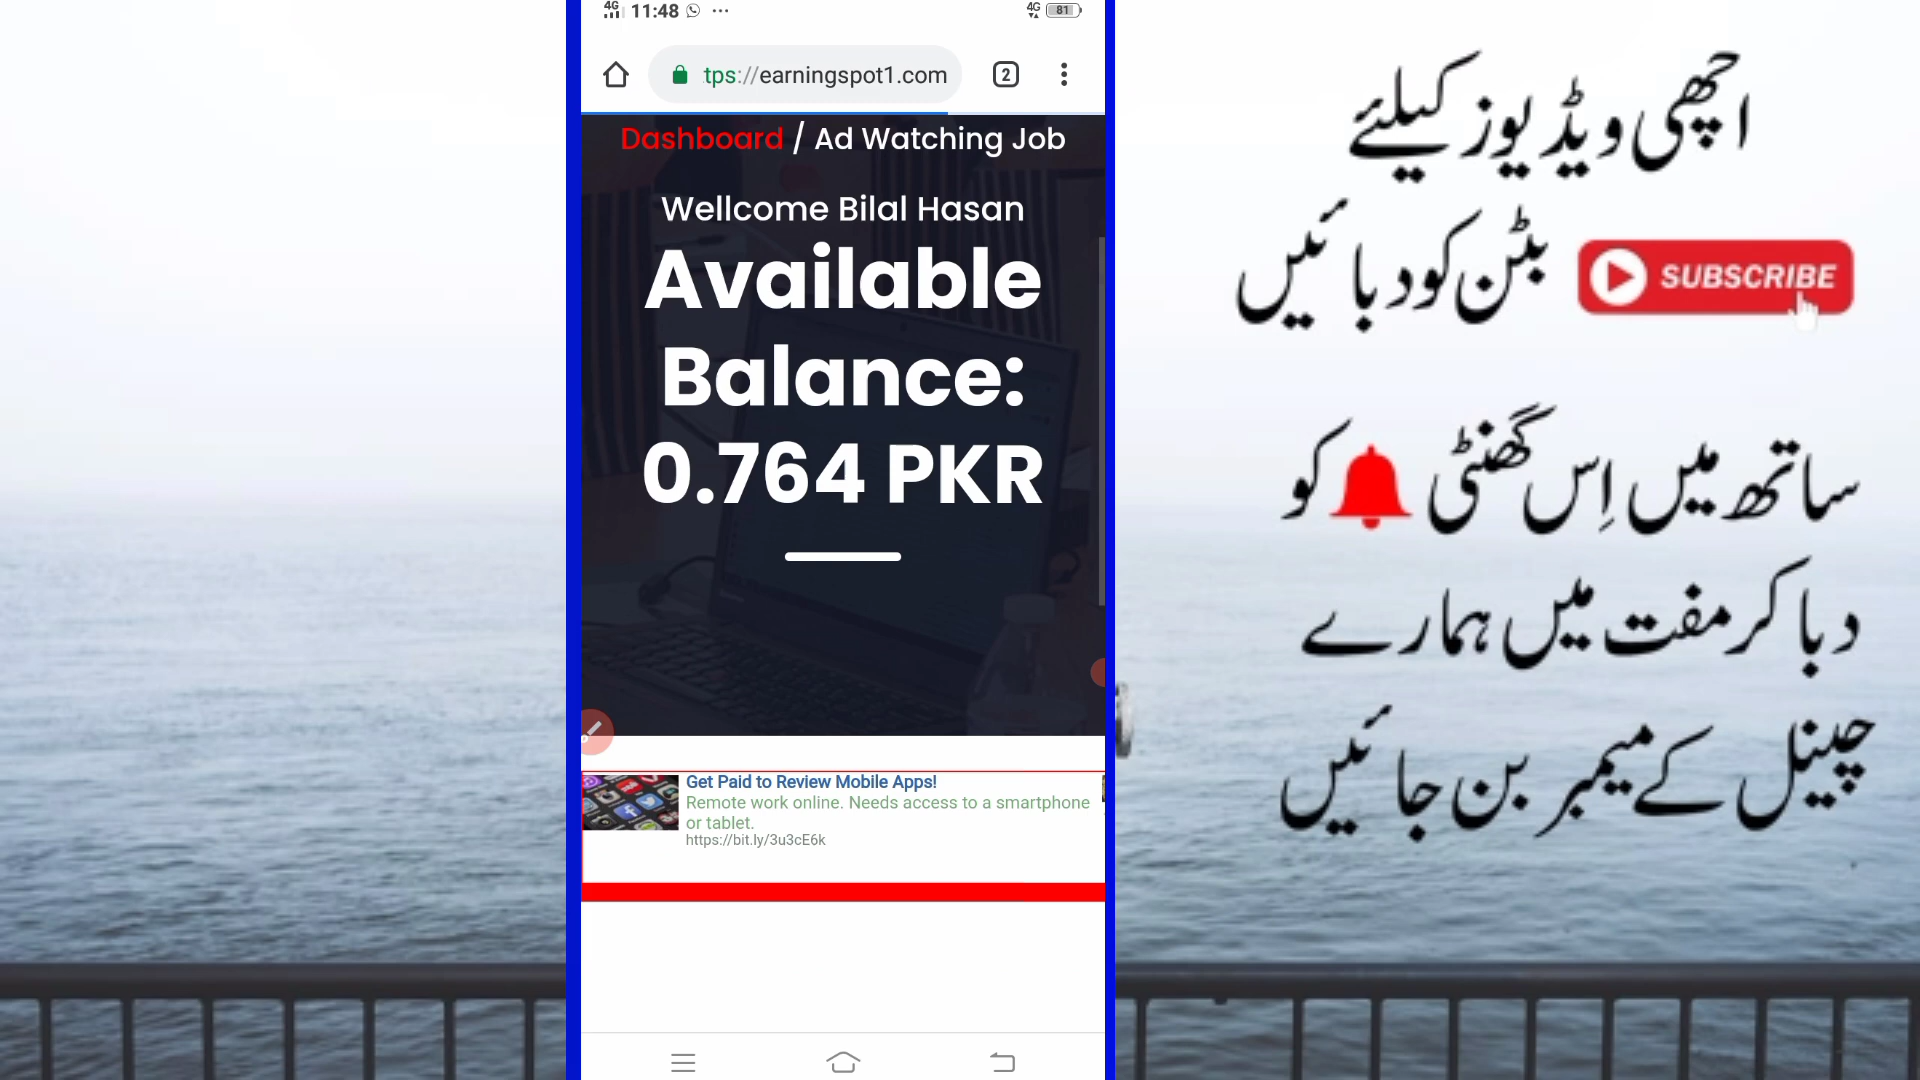 4G 11:48 ...
4G 81
tps://earningspot1.com
2
Dashboard / Ad Watching Job
Wellcome Bilal Hasan
Available
Balance:
0.764 PKR
Get Paid to Review Mobile Apps!
Remote work online. Needs access to a smartphone
or tablet.
https://bit.ly/3u3cE6k
اچھی ویڈیوز کیلئے
SUBSCRIBE بٹن کو دبائیں
ساتھ میں اِس گھنٹی کو
دبا کر مفت میں ہمارے
چینل کے میمبر بن جائیں